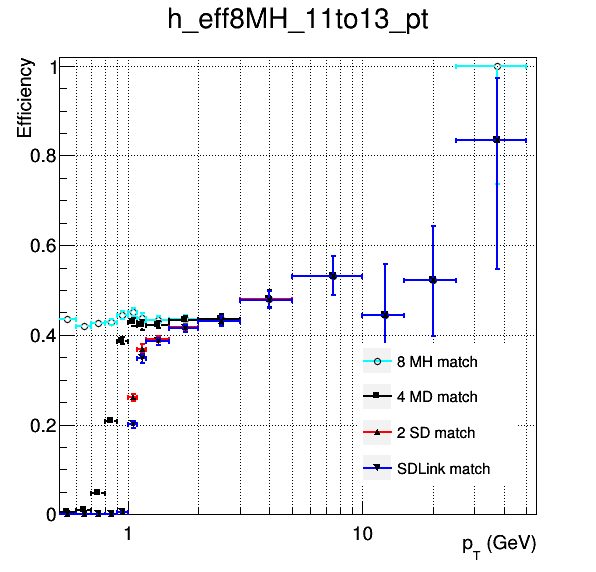 h_eff8MH_11to13_pt
Efficiency
1
0.8
0.6
0.4
0.2
0
8 MH match
4 MD match
2 SD match
SDLink match
1
10
p_T (GeV)